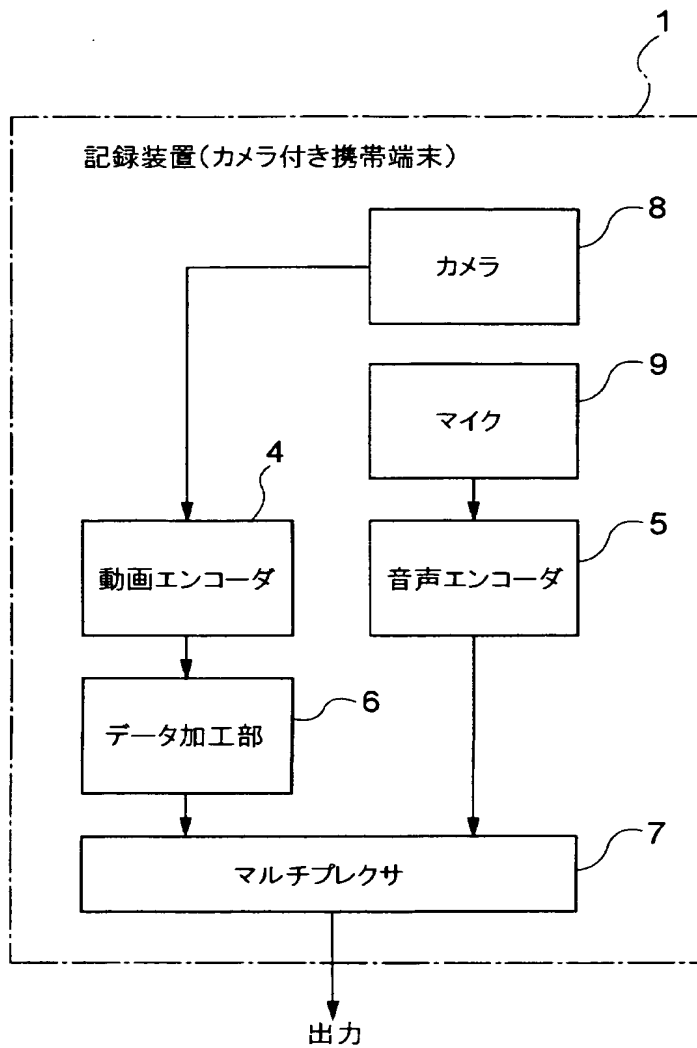 1
記録装置(カメラ付き携帯端末)
8
カメラ
9
マイク
4
5
動画エンコーダ
音声エンコーダ
6
データ加工部
7
マルチプレクサ
出力